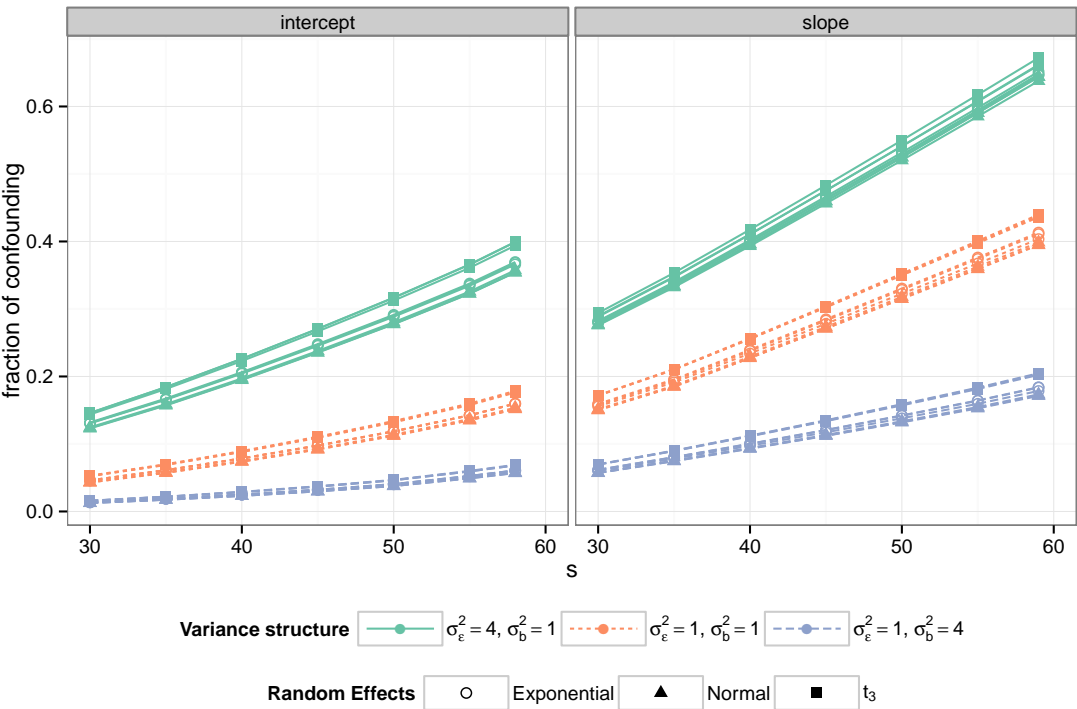 intercept
slope
fraction of confounding
0.6
0.4
0.2
0.0
30 40 50 60 30 40 50 60
s
Variance structure σ²ε = 4, σ²b = 1 σ²ε = 1, σ²b = 1 σ²ε = 1, σ²b = 4
Random Effects Exponential Normal t₃